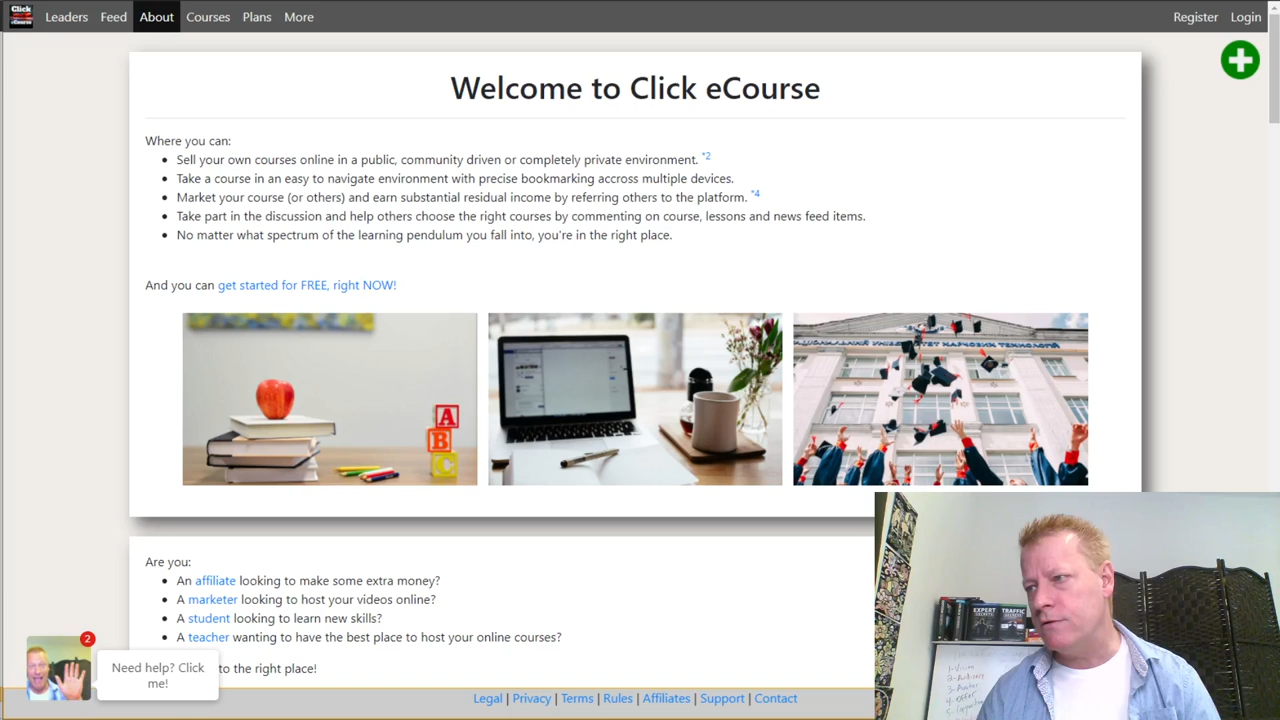 Click
eCourse
Leaders Feed About Courses Plans More
Register Login
Welcome to Click eCourse
Where you can:
Sell your own courses online in a public, community driven or completely private environment. *2
Take a course in an easy to navigate environment with precise bookmarking accross multiple devices.
Market your course (or others) and earn substantial residual income by referring others to the platform. *4
Take part in the discussion and help others choose the right courses by commenting on course, lessons and news feed items.
No matter what spectrum of the learning pendulum you fall into, you're in the right place.
And you can get started for FREE, right NOW!
A
B
C
Are you:
An affiliate looking to make some extra money?
A marketer looking to host your videos online?
A student looking to learn new skills?
A teacher wanting to have the best place to host your online courses?
to the right place!
2
Need help? Click
me!
EXPERT
SECRETS
TRAFFIC
SECRETS
Legal | Privacy | Terms | Rules | Affiliates | Support | Contact